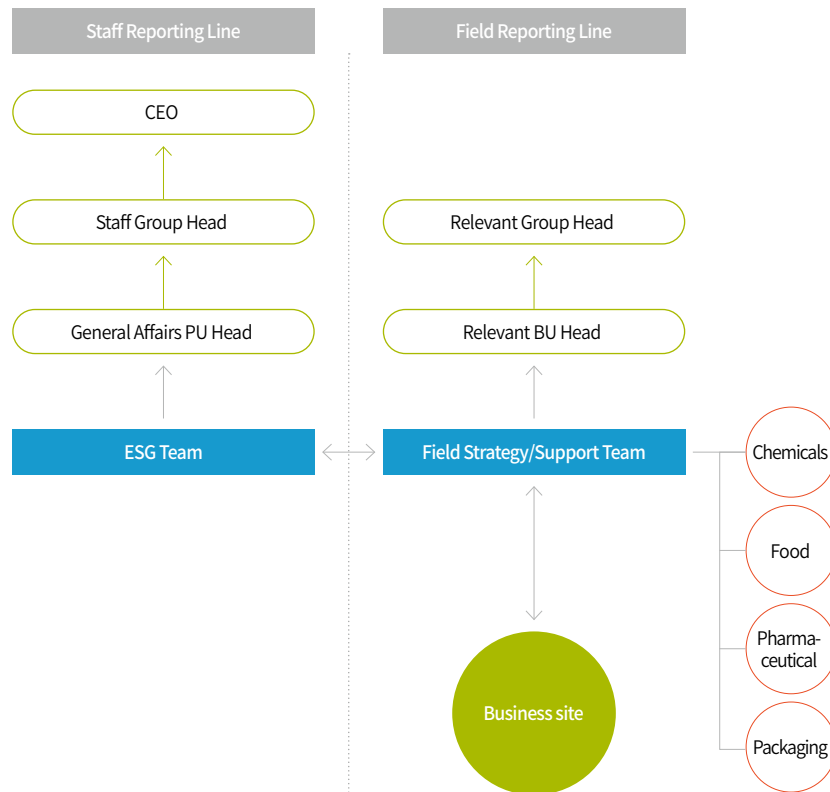 Staff Reporting Line
Field Reporting Line
CEO
Staff Group Head
Relevant Group Head
General Affairs PU Head
Relevant BU Head
ESG Team
Field Strategy/Support Team
Chemicals
Food
Pharma-
ceutical
Business site
Packaging